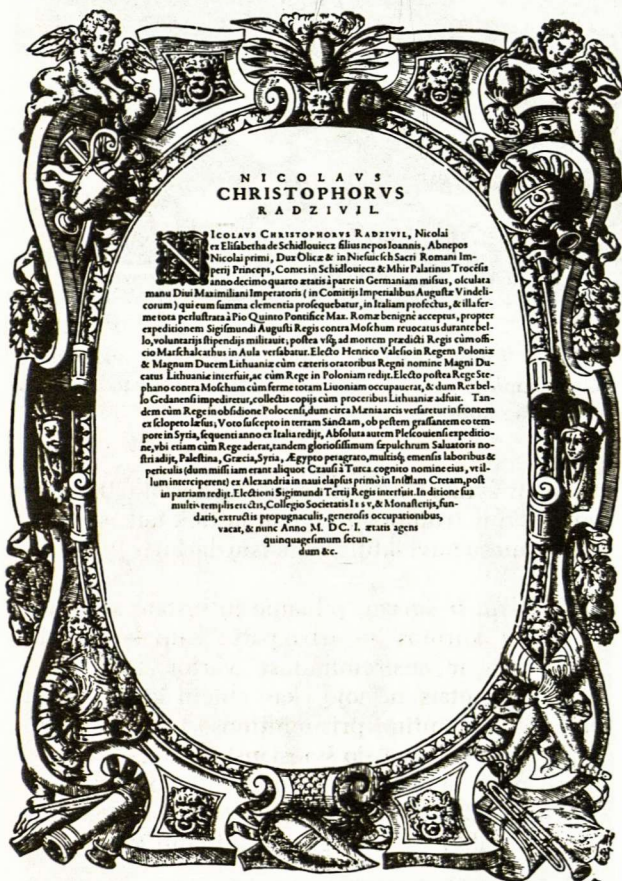 NICOLAVS
CHRISTOPHORVS
RADZIVIL.
NICOLAVS CHRISTOPHORVS RADZIVIL, Nicolai
ex Elisabetha de Schidlouiecz filius nepos Ioannis, Abnepos
Nicolai primi, Dux Olicæ & in Niesuiesch Sacri Romani Im-
perij Princeps, Comes in Schidlouiecz & Mhir Palatinus Trocẽsis
anno decimo quarto ætatis à patre in Germaniam missus, osculata
manu Diui Maximiliani Imperatoris (in Comitijs Imperialibus Augustæ Vindeli-
corum) qui eum summa clementia prosequebatur, in Italiam profectus, & illa fer-
me tota perlustrata à Pio Quinto Pontifice Max. Romæ benignè acceptus, propter
expeditionem Sigismundi Augusti Regis contra Moschum reuocatus durante bel-
lo, voluntarijs stipendijs militauit; postea vsq; ad mortem prædicti Regis cùm offi-
cio Marschalcathus in Aula versabatur. Electo Henrico Valesio in Regem Poloniæ
& Magnum Ducem Lithuaniæ cùm cæteris oratoribus Regni nomine Magni Du-
catus Lithuaniæ interfuit, ac cùm Rege in Poloniam redijt. Electo postea Rege Ste-
phano contra Moschum cùm ferme totam Liuoniam occupauerat, & dum Rex bel-
lo Gedanensi impediretur, collectis copijs cùm proceribus Lithuaniæ adfuit. Tan-
dem cùm Rege in obsidione Polocensi, dum circa Mœnia arcis versaretur in frontem
ex sclopeto læsus, Voto suscepto in terram Sanctam, ob pestem grassantem eo tem-
pore in Syria, sequenti anno ex Italia redijt, Absoluta autem Plescouiensi expeditio-
ne, vbi etiam cùm Rege aderat, tandem gloriosissimum sæpulchrum Saluatoris no-
stri adijt, Palestina, Græcia, Syria, Ægypto peragrato, multisq; emensis laboribus &
periculis (dum missi iam erant aliquot Czausi à Turca cognito nomine eius, vt il-
lum interciperent) ex Alexandria in naui elapsus primò in Insulam Cretam, post
in patriam redijt. Electioni Sigimundi Tertij Regis interfuit. In ditione sua
multis templis erectis, Collegio Societatis IESV, & Monasterijs, fun-
datis, extructis propugnaculis, generosis occupationibus,
vacat, & nunc Anno M. DC. I. ætatis agens
quinquagesimum secun-
dum &c.